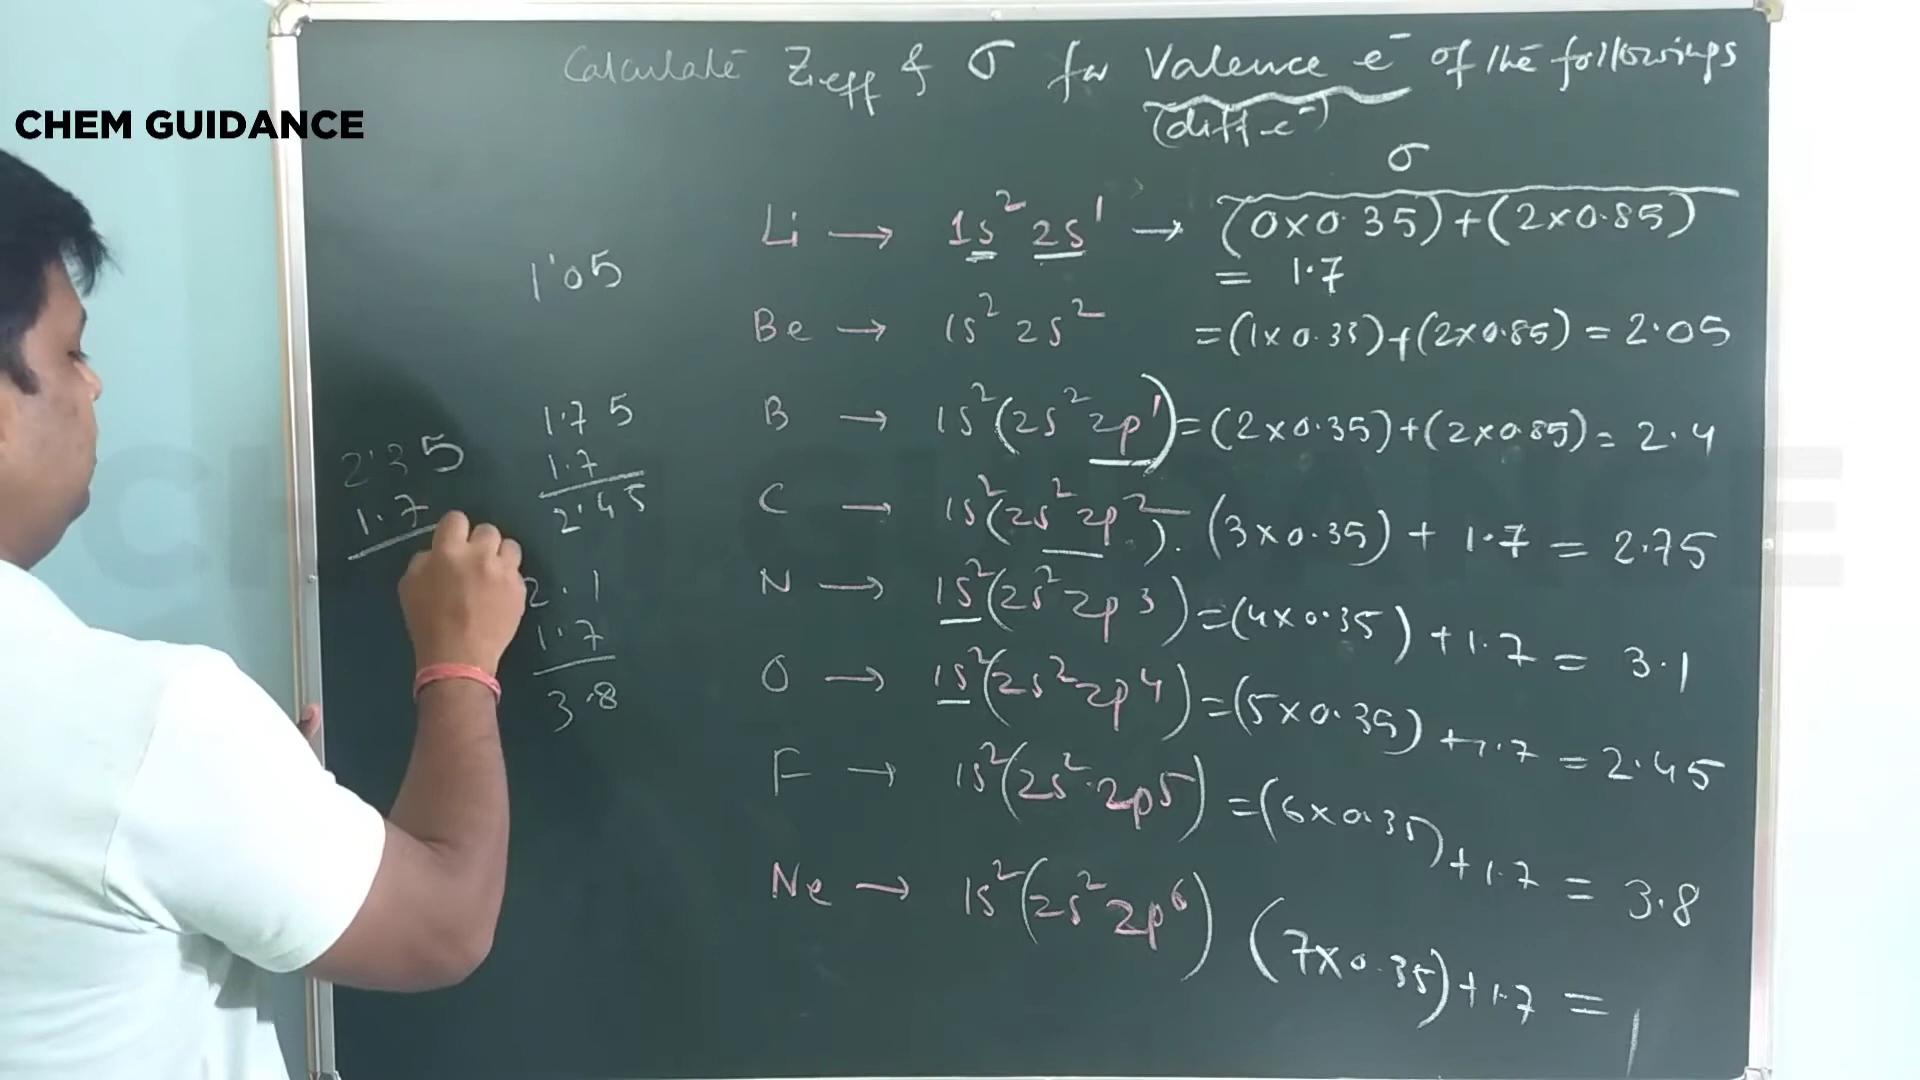 Calculate Zeff & σ for Valence e⁻ of the followings
CHEM GUIDANCE
(diff e⁻)
σ
Li → 1s² 2s¹ → (0×0.35)+(2×0.85)
= 1.7
1.05
Be → 1s² 2s² =(1×0.35)+(2×0.85) = 2.05
B → 1s²(2s² 2p¹)=(2×0.35)+(2×0.85)= 2.4
1.75
1.7
2.45
2.35
1.7
C → 1s²(2s² 2p²). (3×0.35) + 1.7 = 2.75
N → 1s²(2s² 2p3)=(4×0.35) + 1.7 = 3.1
2.1
1.7
3.8
O → 1s²(2s² 2p4)=(5×0.35) +1.7 = 2.45
F → 1s²(2s² 2p5) =(6×0.35)+1.7 = 3.8
Ne → 1s²(2s² 2p6) (7×0.35)+1.7 =
CHEM GUIDANCE